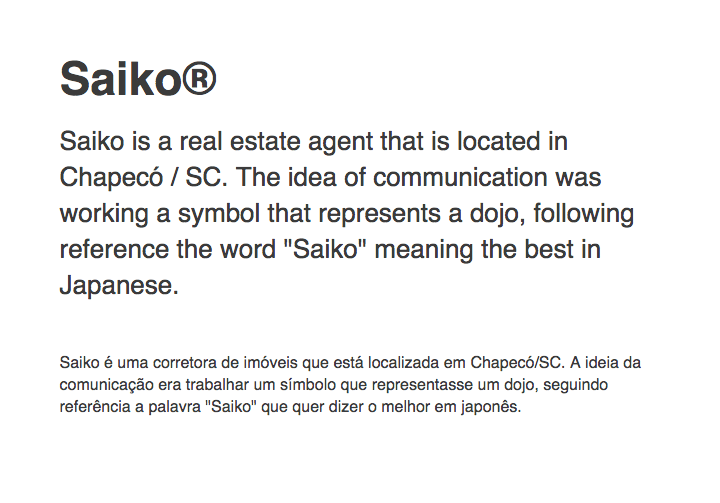 Saiko®
Saiko is a real estate agent that is located in
Chapecó / SC. The idea of communication was
working a symbol that represents a dojo, following
reference the word "Saiko" meaning the best in
Japanese.
Saiko é uma corretora de imóveis que está localizada em Chapecó/SC. A ideia da
comunicação era trabalhar um símbolo que representasse um dojo, seguindo
referência a palavra "Saiko" que quer dizer o melhor em japonês.